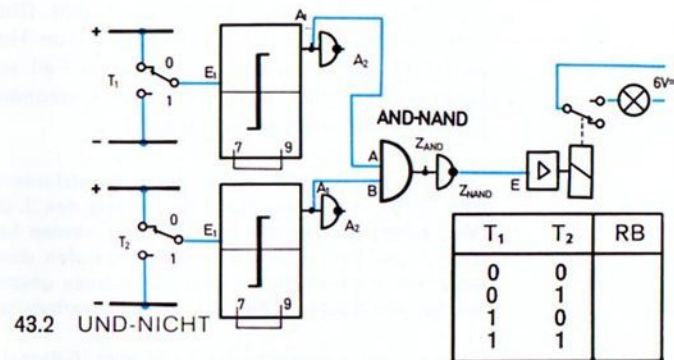 +
0
T₁
1
E₁
−
7 9
A₁
A₂
+
0
T₂
1
E₁
−
7 9
A₁
A₂
AND-NAND
A
B
Z_AND
Z_NAND
E
6V=
T₁ T₂ RB
0 0
0 1
1 0
1 1
43.2 UND-NICHT